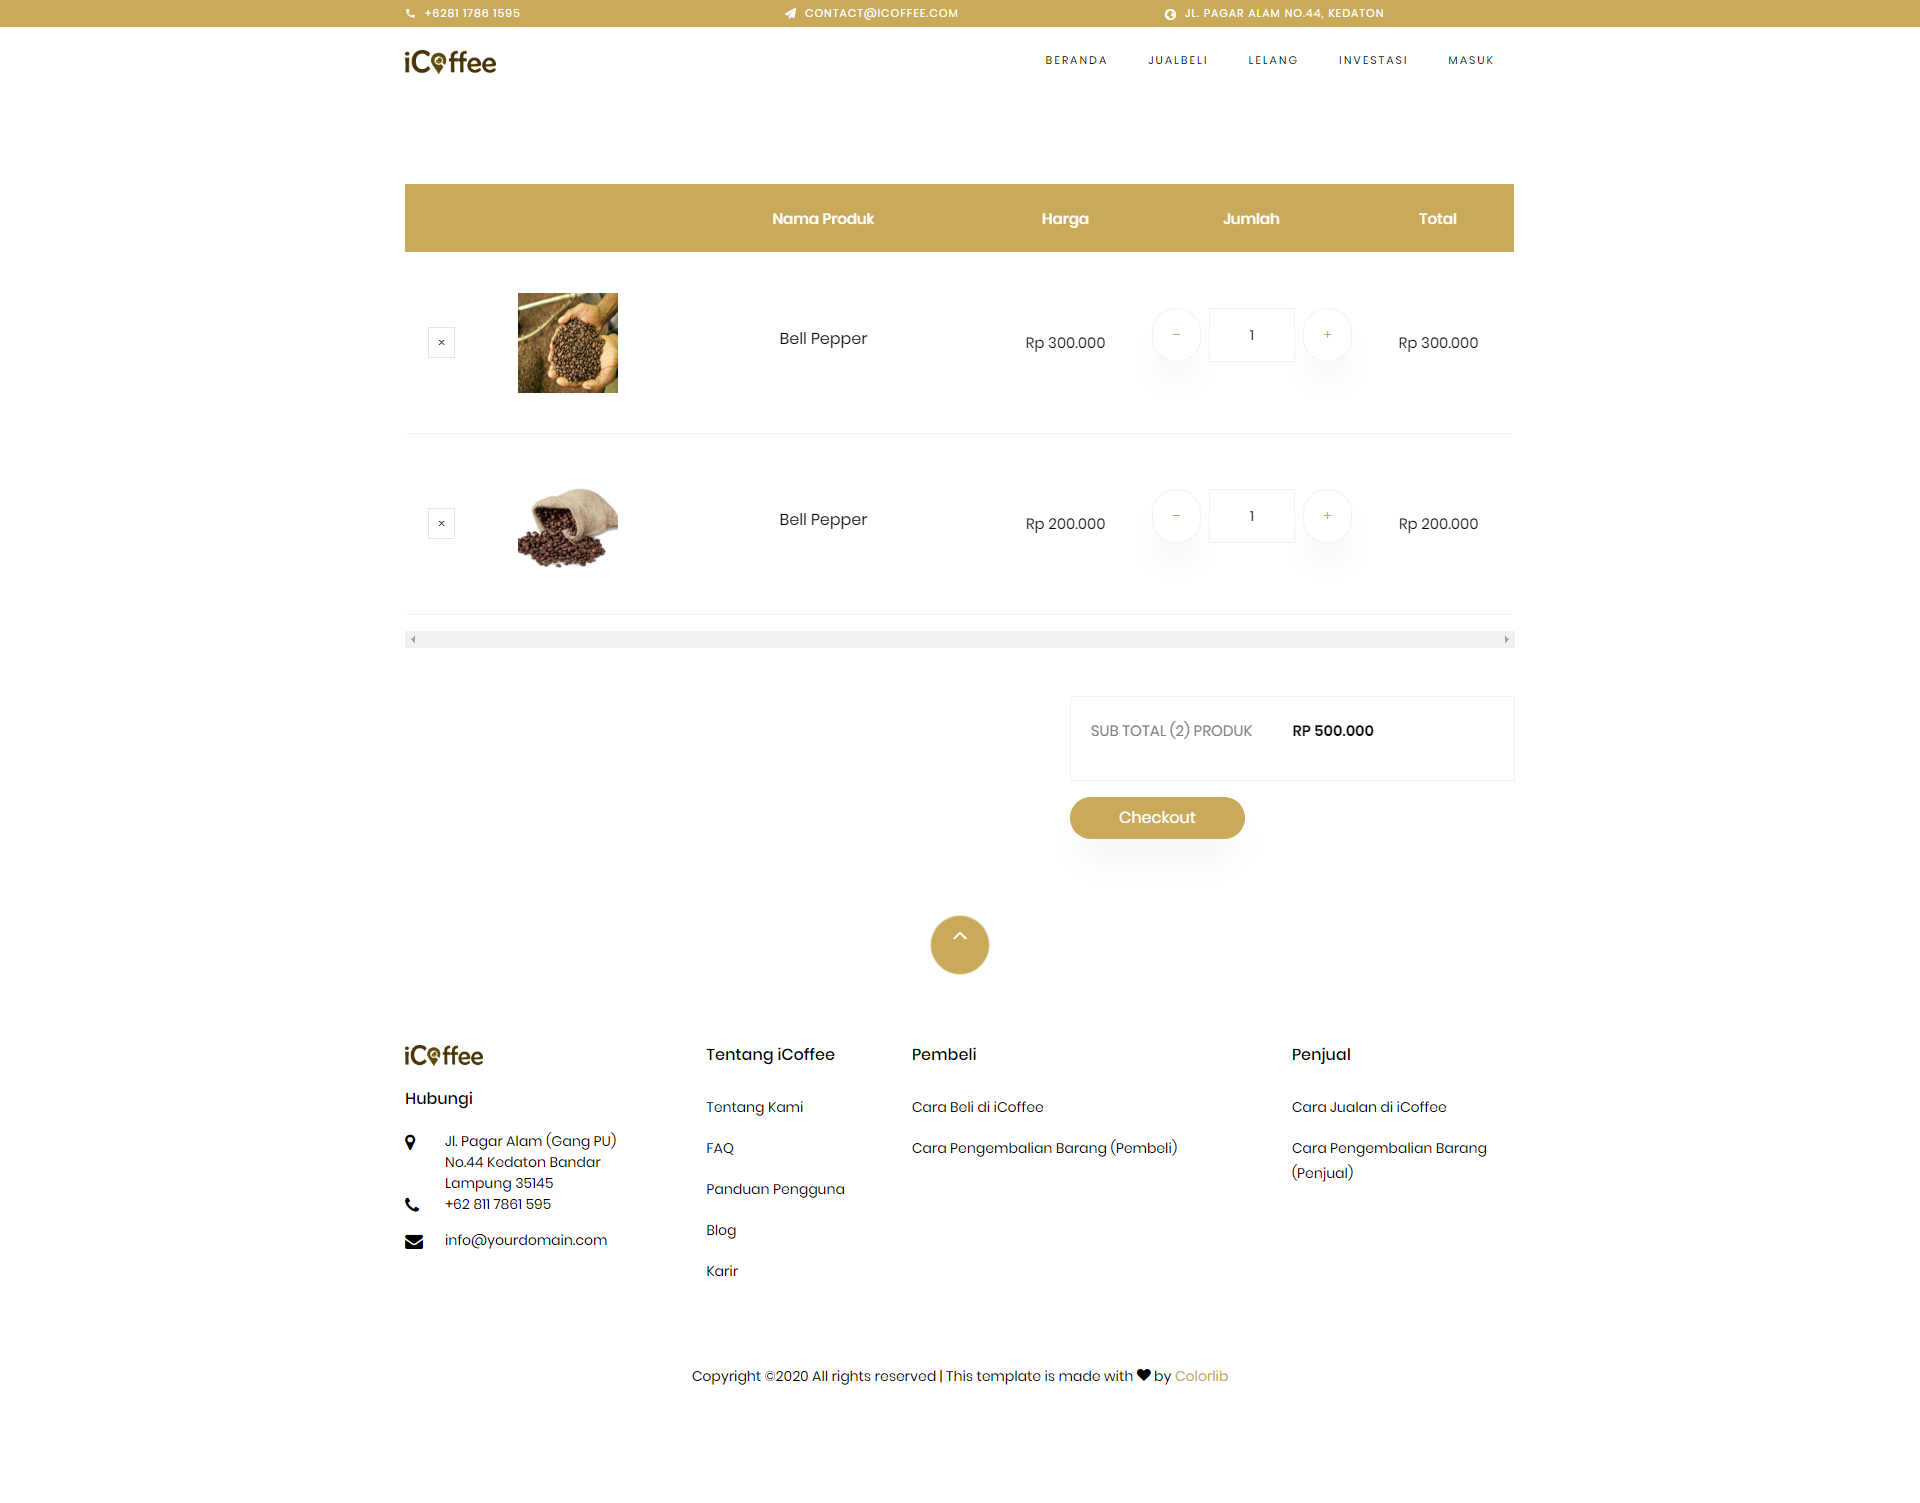 +6281 1786 1595
CONTACT@ICOFFEE.COM
JL. PAGAR ALAM NO.44, KEDATON
iCoffee
BERANDA
JUALBELI
LELANG
INVESTASI
MASUK
Nama Produk
Harga
Jumlah
Total
×
Bell Pepper
Rp 300.000
−
1
+
Rp 300.000
×
Bell Pepper
Rp 200.000
−
1
+
Rp 200.000
SUB TOTAL (2) PRODUK
RP 500.000
Checkout
iCoffee
Hubungi
Jl. Pagar Alam (Gang PU)
No.44 Kedaton Bandar
Lampung 35145
+62 811 7861 595
info@yourdomain.com
Tentang iCoffee
Tentang Kami
FAQ
Panduan Pengguna
Blog
Karir
Pembeli
Cara Beli di iCoffee
Cara Pengembalian Barang (Pembeli)
Penjual
Cara Jualan di iCoffee
Cara Pengembalian Barang
(Penjual)
Copyright ©2020 All rights reserved | This template is made with ♥ by Colorlib